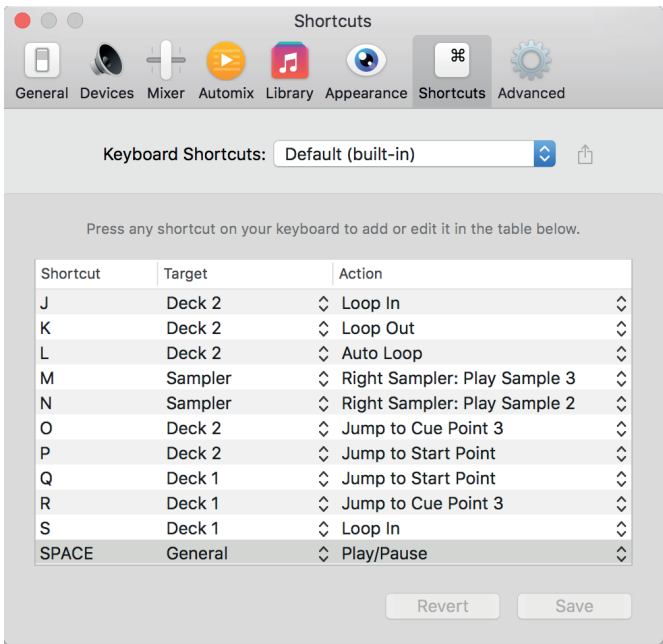 Shortcuts
General Devices Mixer Automix Library Appearance Shortcuts Advanced
Keyboard Shortcuts: Default (built-in)
Press any shortcut on your keyboard to add or edit it in the table below.
Shortcut Target Action
J Deck 2 Loop In
K Deck 2 Loop Out
L Deck 2 Auto Loop
M Sampler Right Sampler: Play Sample 3
N Sampler Right Sampler: Play Sample 2
O Deck 2 Jump to Cue Point 3
P Deck 2 Jump to Start Point
Q Deck 1 Jump to Start Point
R Deck 1 Jump to Cue Point 3
S Deck 1 Loop In
SPACE General Play/Pause
Revert Save